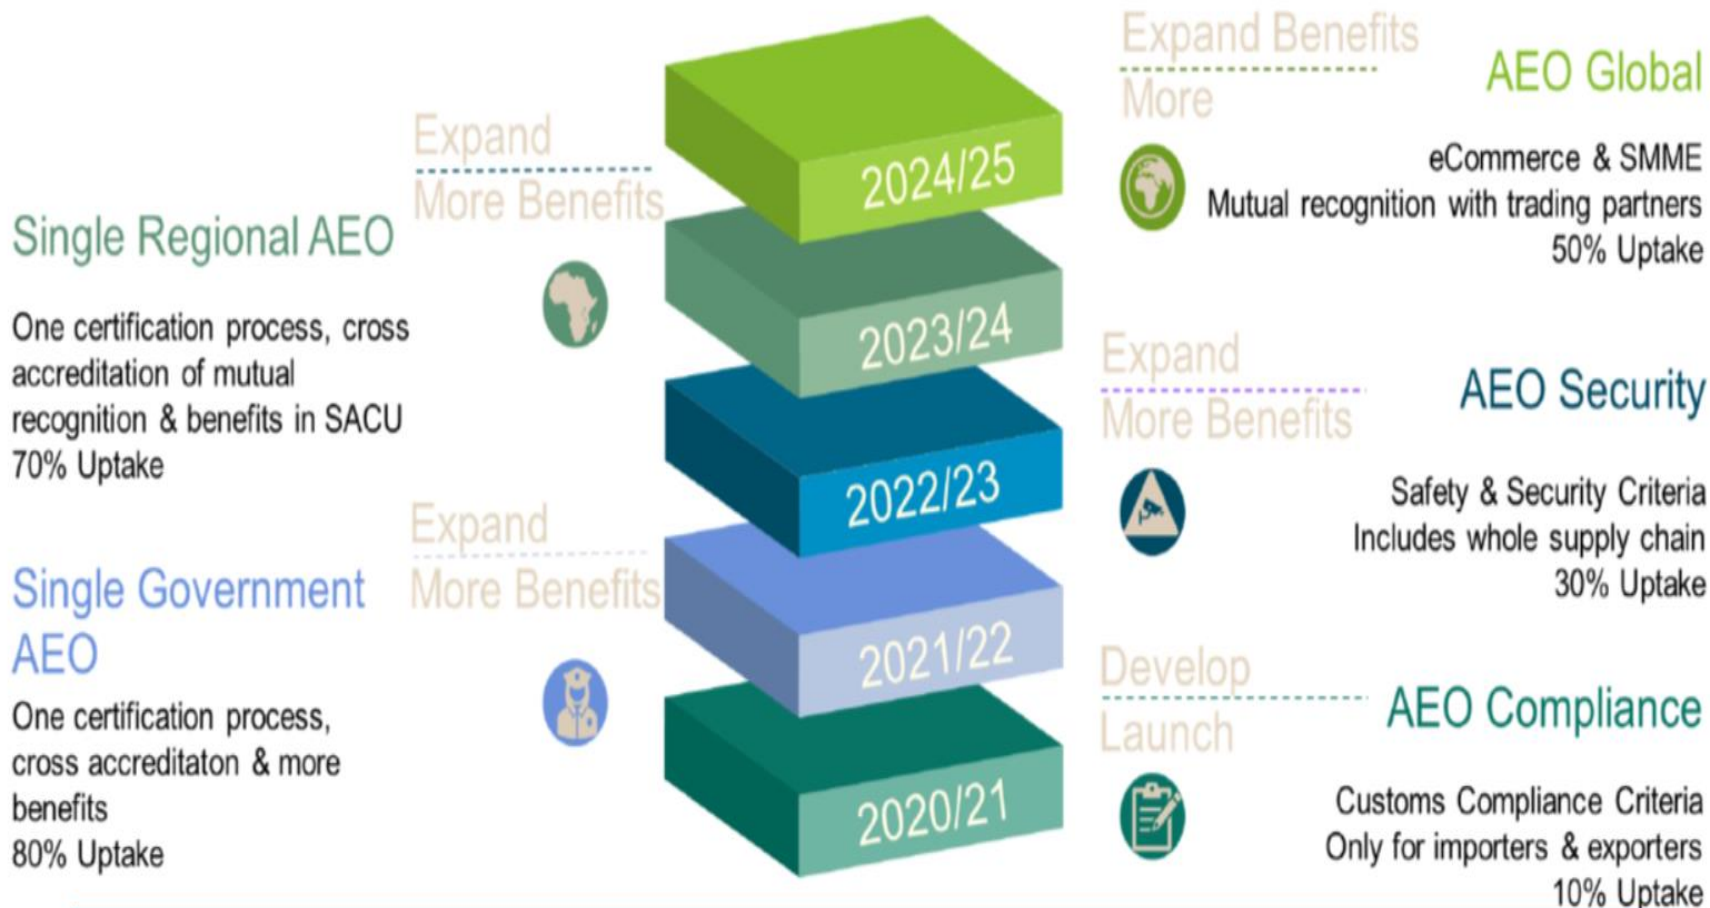 Expand Benefits
More
AEO Global
eCommerce & SMME
Mutual recognition with trading partners
50% Uptake
2024/25
Expand
More Benefits
Single Regional AEO
One certification process, cross
accreditation of mutual
recognition & benefits in SACU
70% Uptake
2023/24
Expand
More Benefits
AEO Security
Safety & Security Criteria
Includes whole supply chain
30% Uptake
2022/23
Expand
More Benefits
Single Government
AEO
One certification process,
cross accreditaton & more
benefits
80% Uptake
2021/22
Develop
Launch
AEO Compliance
Customs Compliance Criteria
Only for importers & exporters
10% Uptake
2020/21